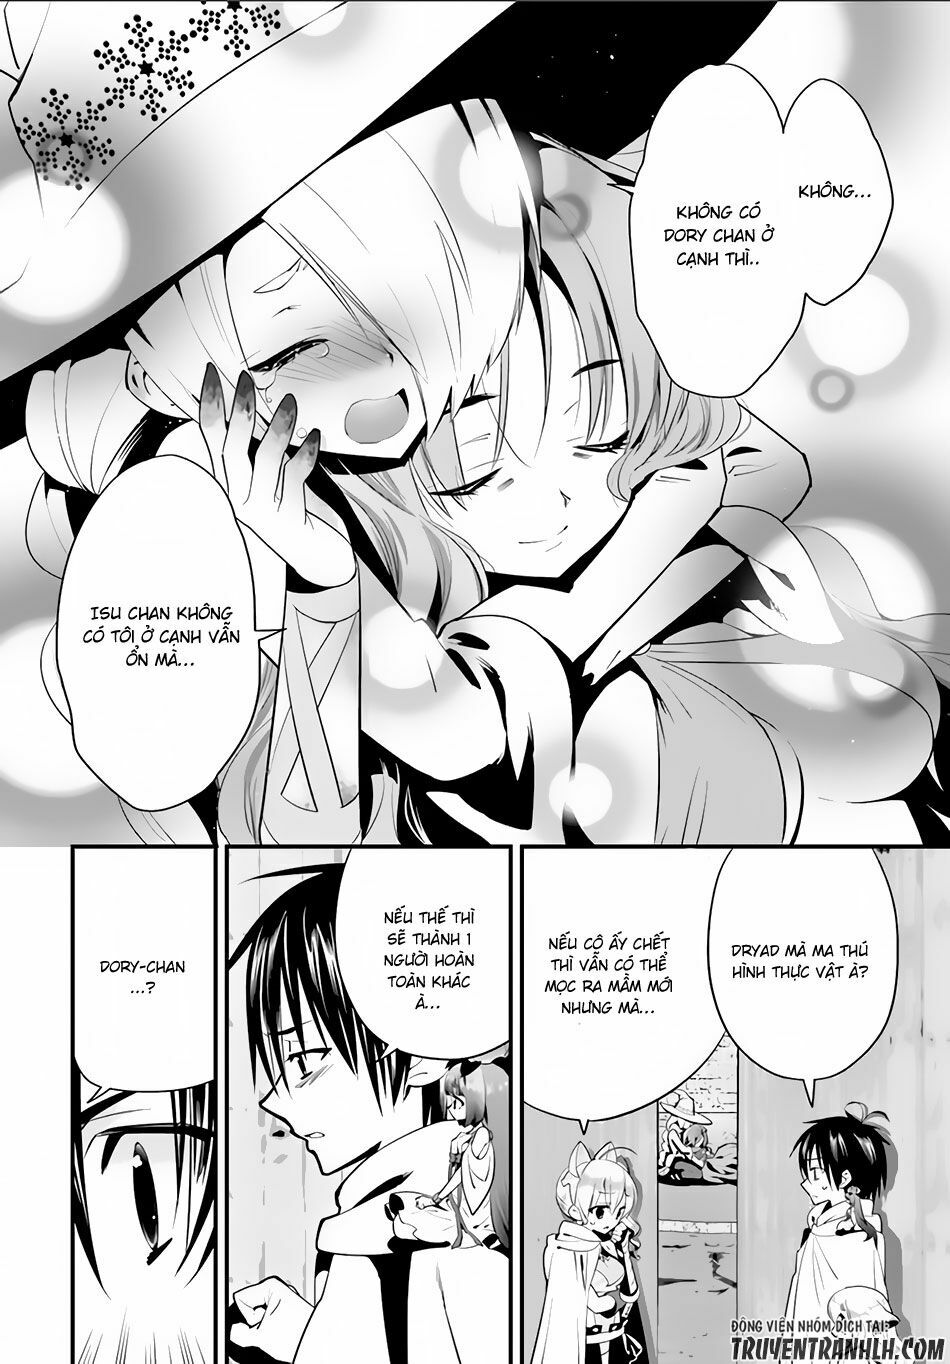 KHÔNG...
KHÔNG CÓ
DORY CHAN Ở
CẠNH THÌ..
ISU CHAN KHÔNG
CÓ TÔI Ở CẠNH VẪN
ỔN MÀ...
DRYAD MÀ MA THÚ
HÌNH THỰC VẬT À?
NẾU CÔ ẤY CHẾT
THÌ VẪN CÓ THỂ
MỌC RA MẦM MỚI
NHƯNG MÀ...
NẾU THẾ THÌ
SẼ THÀNH 1
NGƯỜI HOÀN
TOÀN KHÁC
À...
DORY-CHAN
...?
ĐỘNG VIÊN NHÓM DỊCH TẠI:
TRUYENTRANHLH.COM